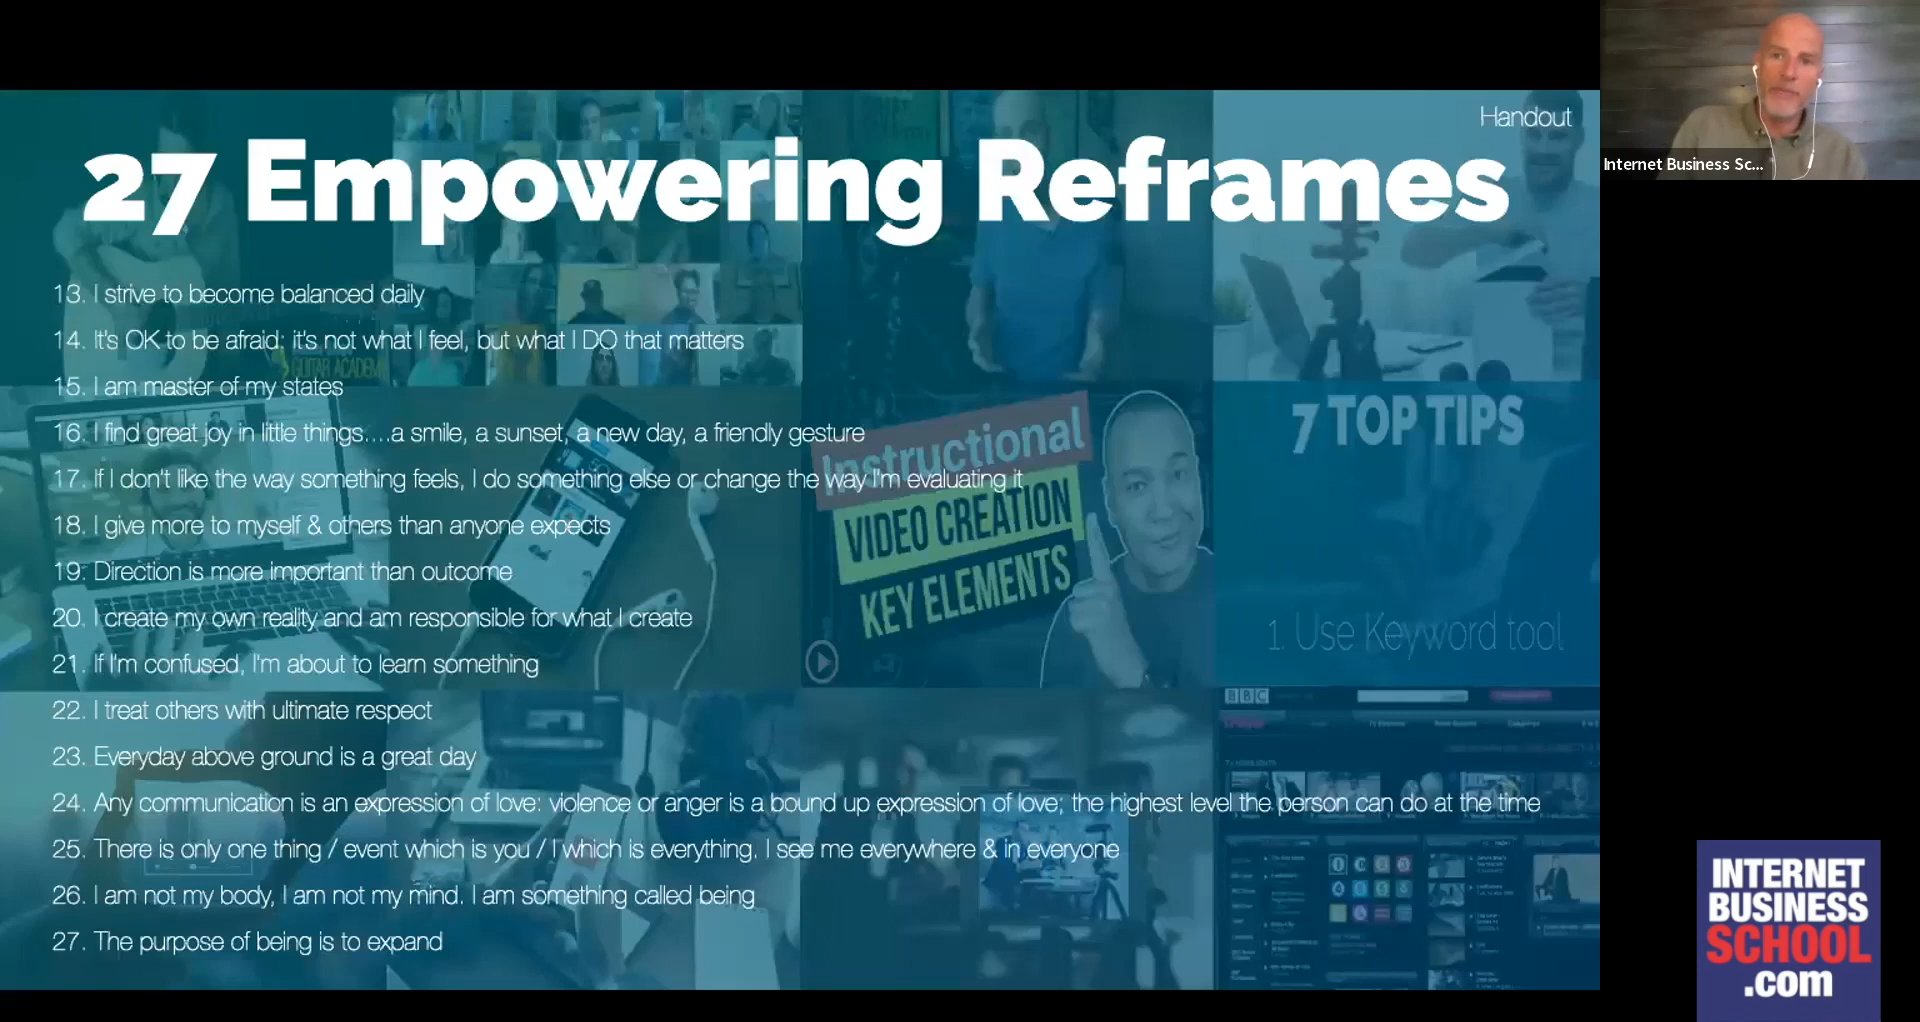 Handout
27 Empowering Reframes
13. I strive to become balanced daily
14. It's OK to be afraid: it's not what I feel, but what I DO that matters
15. I am master of my states
16. I find great joy in little things....a smile, a sunset, a new day, a friendly gesture
17. If I don't like the way something feels, I do something else or change the way I'm evaluating it
18. I give more to myself & others than anyone expects
19. Direction is more important than outcome
20. I create my own reality and am responsible for what I create
21. If I'm confused, I'm about to learn something
22. I treat others with ultimate respect
23. Everyday above ground is a great day
24. Any communication is an expression of love: violence or anger is a bound up expression of love; the highest level the person can do at the time
25. There is only one thing / event which is you / I which is everything. I see me everywhere & in everyone
26. I am not my body, I am not my mind. I am something called being
27. The purpose of being is to expand
GUITAR ACADEMY
Instructional
VIDEO CREATION
KEY ELEMENTS
7 TOP TIPS
1. Use Keyword tool
BBC
Internet Business Sc...
INTERNET
BUSINESS
SCHOOL
.com